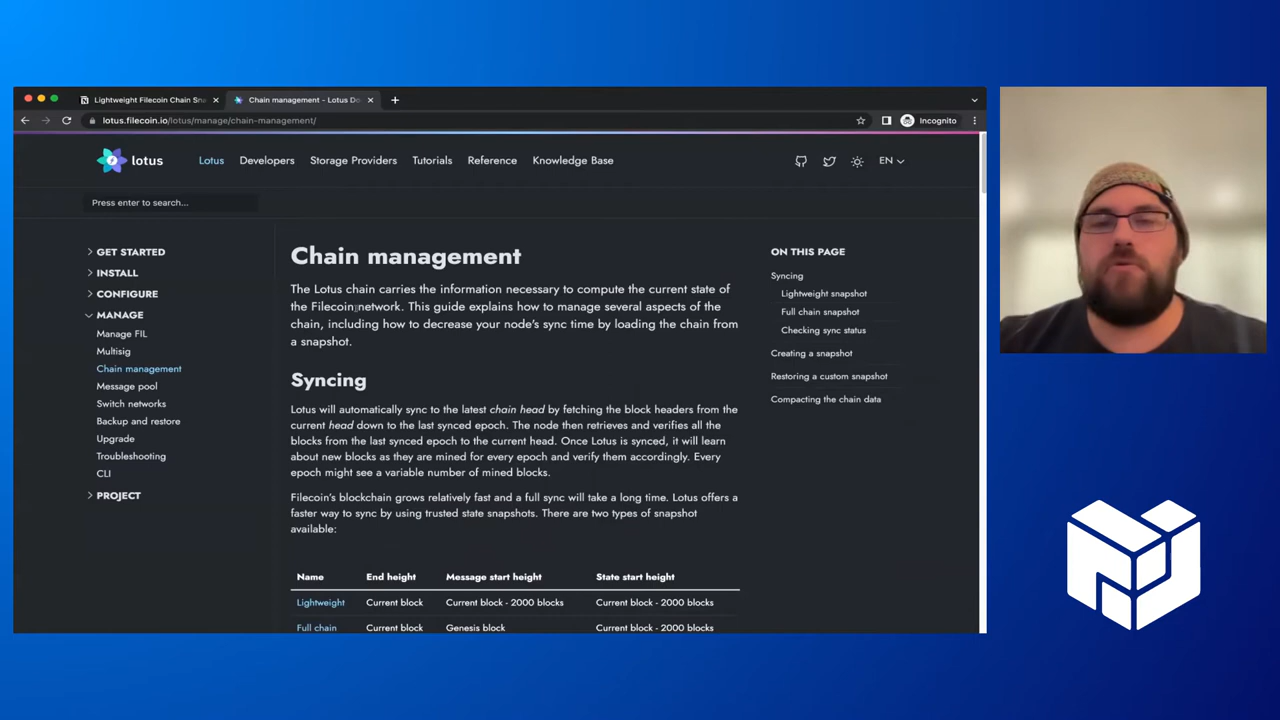 Lightweight Filecoin Chain Sna
Chain management - Lotus Do
lotus.filecoin.io/lotus/manage/chain-management/
Incognito
lotus
Lotus
Developers
Storage Providers
Tutorials
Reference
Knowledge Base
EN
Press enter to search...
GET STARTED
INSTALL
CONFIGURE
MANAGE
Manage FIL
Multisig
Chain management
Message pool
Switch networks
Backup and restore
Upgrade
Troubleshooting
CLI
PROJECT
Chain management
The Lotus chain carries the information necessary to compute the current state of
the Filecoin network. This guide explains how to manage several aspects of the
chain, including how to decrease your node's sync time by loading the chain from
a snapshot.
Syncing
Lotus will automatically sync to the latest chain head by fetching the block headers from the
current head down to the last synced epoch. The node then retrieves and verifies all the
blocks from the last synced epoch to the current head. Once Lotus is synced, it will learn
about new blocks as they are mined for every epoch and verify them accordingly. Every
epoch might see a variable number of mined blocks.
Filecoin's blockchain grows relatively fast and a full sync will take a long time. Lotus offers a
faster way to sync by using trusted state snapshots. There are two types of snapshot
available:
Name End height Message start height State start height
Lightweight Current block Current block - 2000 blocks Current block - 2000 blocks
Full chain Current block Genesis block Current block - 2000 blocks
ON THIS PAGE
Syncing
Lightweight snapshot
Full chain snapshot
Checking sync status
Creating a snapshot
Restoring a custom snapshot
Compacting the chain data